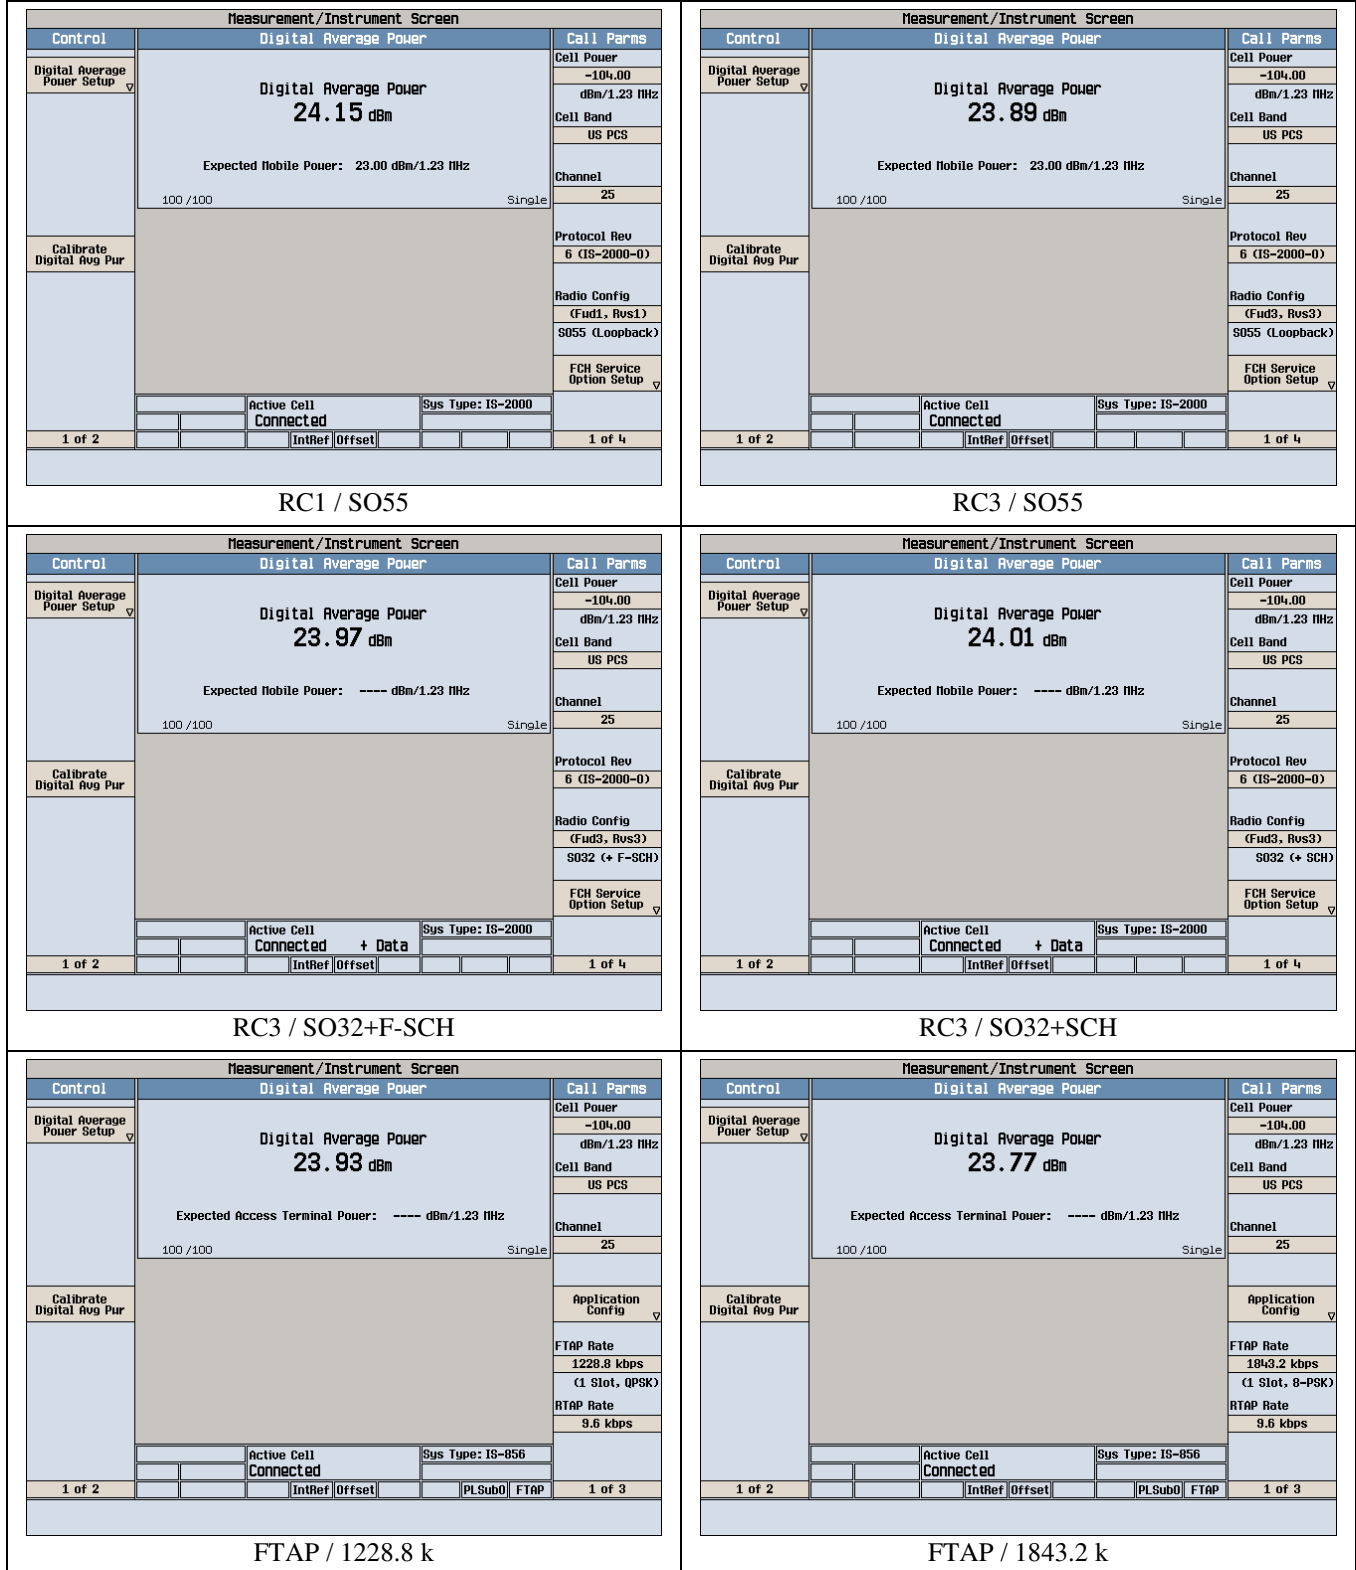 Measurement/Instrument Screen
Control
Digital Average Power
Call Parms
Digital Average
Power Setup
Digital Average Power
24.15 dBm
Expected Mobile Power: 23.00 dBm/1.23 MHz
100/100
Single
Cell Power
-104.00
dBm/1.23 MHz
Cell Band
US PCS
Channel
25
Calibrate
Digital Avg Pwr
Protocol Rev
6 (IS-2000-0)
Radio Config
(Fwd1, Rvs1)
SO55 (Loopback)
FCH Service
Option Setup
Active Cell
Connected
Sys Type: IS-2000
1 of 2
IntRef Offset
1 of 4
RC1 / SO55
Measurement/Instrument Screen
Control
Digital Average Power
Call Parms
Digital Average
Power Setup
Digital Average Power
23.89 dBm
Expected Mobile Power: 23.00 dBm/1.23 MHz
100/100
Single
Cell Power
-104.00
dBm/1.23 MHz
Cell Band
US PCS
Channel
25
Calibrate
Digital Avg Pwr
Protocol Rev
6 (IS-2000-0)
Radio Config
(Fwd3, Rvs3)
SO55 (Loopback)
FCH Service
Option Setup
Active Cell
Connected
Sys Type: IS-2000
1 of 2
IntRef Offset
1 of 4
RC3 / SO55
Measurement/Instrument Screen
Control
Digital Average Power
Call Parms
Digital Average
Power Setup
Digital Average Power
23.97 dBm
Expected Mobile Power: ---- dBm/1.23 MHz
100/100
Single
Cell Power
-104.00
dBm/1.23 MHz
Cell Band
US PCS
Channel
25
Calibrate
Digital Avg Pwr
Protocol Rev
6 (IS-2000-0)
Radio Config
(Fwd3, Rvs3)
SO32 (+ F-SCH)
FCH Service
Option Setup
Active Cell
Connected + Data
Sys Type: IS-2000
1 of 2
IntRef Offset
1 of 4
RC3 / SO32+F-SCH
Measurement/Instrument Screen
Control
Digital Average Power
Call Parms
Digital Average
Power Setup
Digital Average Power
24.01 dBm
Expected Mobile Power: ---- dBm/1.23 MHz
100/100
Single
Cell Power
-104.00
dBm/1.23 MHz
Cell Band
US PCS
Channel
25
Calibrate
Digital Avg Pwr
Protocol Rev
6 (IS-2000-0)
Radio Config
(Fwd3, Rvs3)
SO32 (+ SCH)
FCH Service
Option Setup
Active Cell
Connected + Data
Sys Type: IS-2000
1 of 2
IntRef Offset
1 of 4
RC3 / SO32+SCH
Measurement/Instrument Screen
Control
Digital Average Power
Call Parms
Digital Average
Power Setup
Digital Average Power
23.93 dBm
Expected Access Terminal Power: ---- dBm/1.23 MHz
100/100
Single
Cell Power
-104.00
dBm/1.23 MHz
Cell Band
US PCS
Channel
25
Calibrate
Digital Avg Pwr
Application
Config
FTAP Rate
1228.8 kbps
(1 Slot, QPSK)
RTAP Rate
9.6 kbps
Active Cell
Connected
Sys Type: IS-856
1 of 2
IntRef Offset
PLSub0 FTAP
1 of 3
FTAP / 1228.8 k
Measurement/Instrument Screen
Control
Digital Average Power
Call Parms
Digital Average
Power Setup
Digital Average Power
23.77 dBm
Expected Access Terminal Power: ---- dBm/1.23 MHz
100/100
Single
Cell Power
-104.00
dBm/1.23 MHz
Cell Band
US PCS
Channel
25
Calibrate
Digital Avg Pwr
Application
Config
FTAP Rate
1843.2 kbps
(1 Slot, 8-PSK)
RTAP Rate
9.6 kbps
Active Cell
Connected
Sys Type: IS-856
1 of 2
IntRef Offset
PLSub0 FTAP
1 of 3
FTAP / 1843.2 k